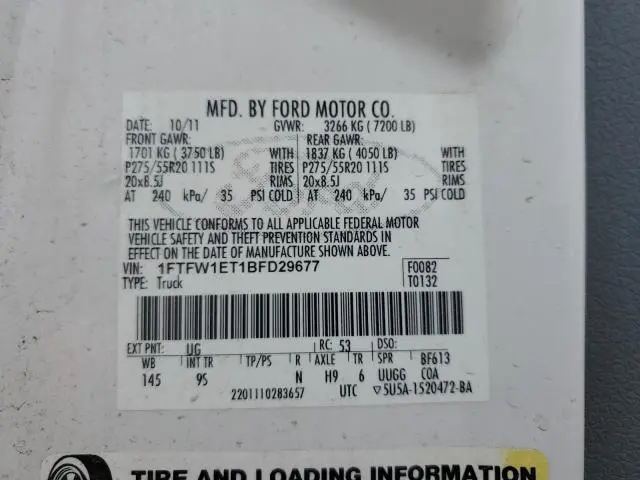 MFD. BY FORD MOTOR CO.
DATE: 10/11 GVWR: 3266 KG ( 7200 LB)
FRONT GAWR: REAR GAWR:
1701 KG ( 3750 LB) WITH 1837 KG ( 4050 LB) WITH
P275/55R20 111S TIRES P275/55R20 111S TIRES
20x8.5J RIMS 20x8.5J RIMS
AT 240 kPa/ 35 PSI COLD AT 240 kPa/ 35 PSI COLD
THIS VEHICLE CONFORMS TO ALL APPLICABLE FEDERAL MOTOR
VEHICLE SAFETY AND THEFT PREVENTION STANDARDS IN
EFFECT ON THE DATE OF MANUFACTURE SHOWN ABOVE.
VIN: 1FTFW1ET1BFD29677 F0082
TYPE: Truck T0132
EXT PNT: UG RC: 53 DSO:
WB INT TR TP/PS R AXLE TR SPR BF613
145 9S N H9 6 UUGG COA
2201110283657 UTC ▽5U5A-1520472-BA
TIRE AND LOADING INFORMATION